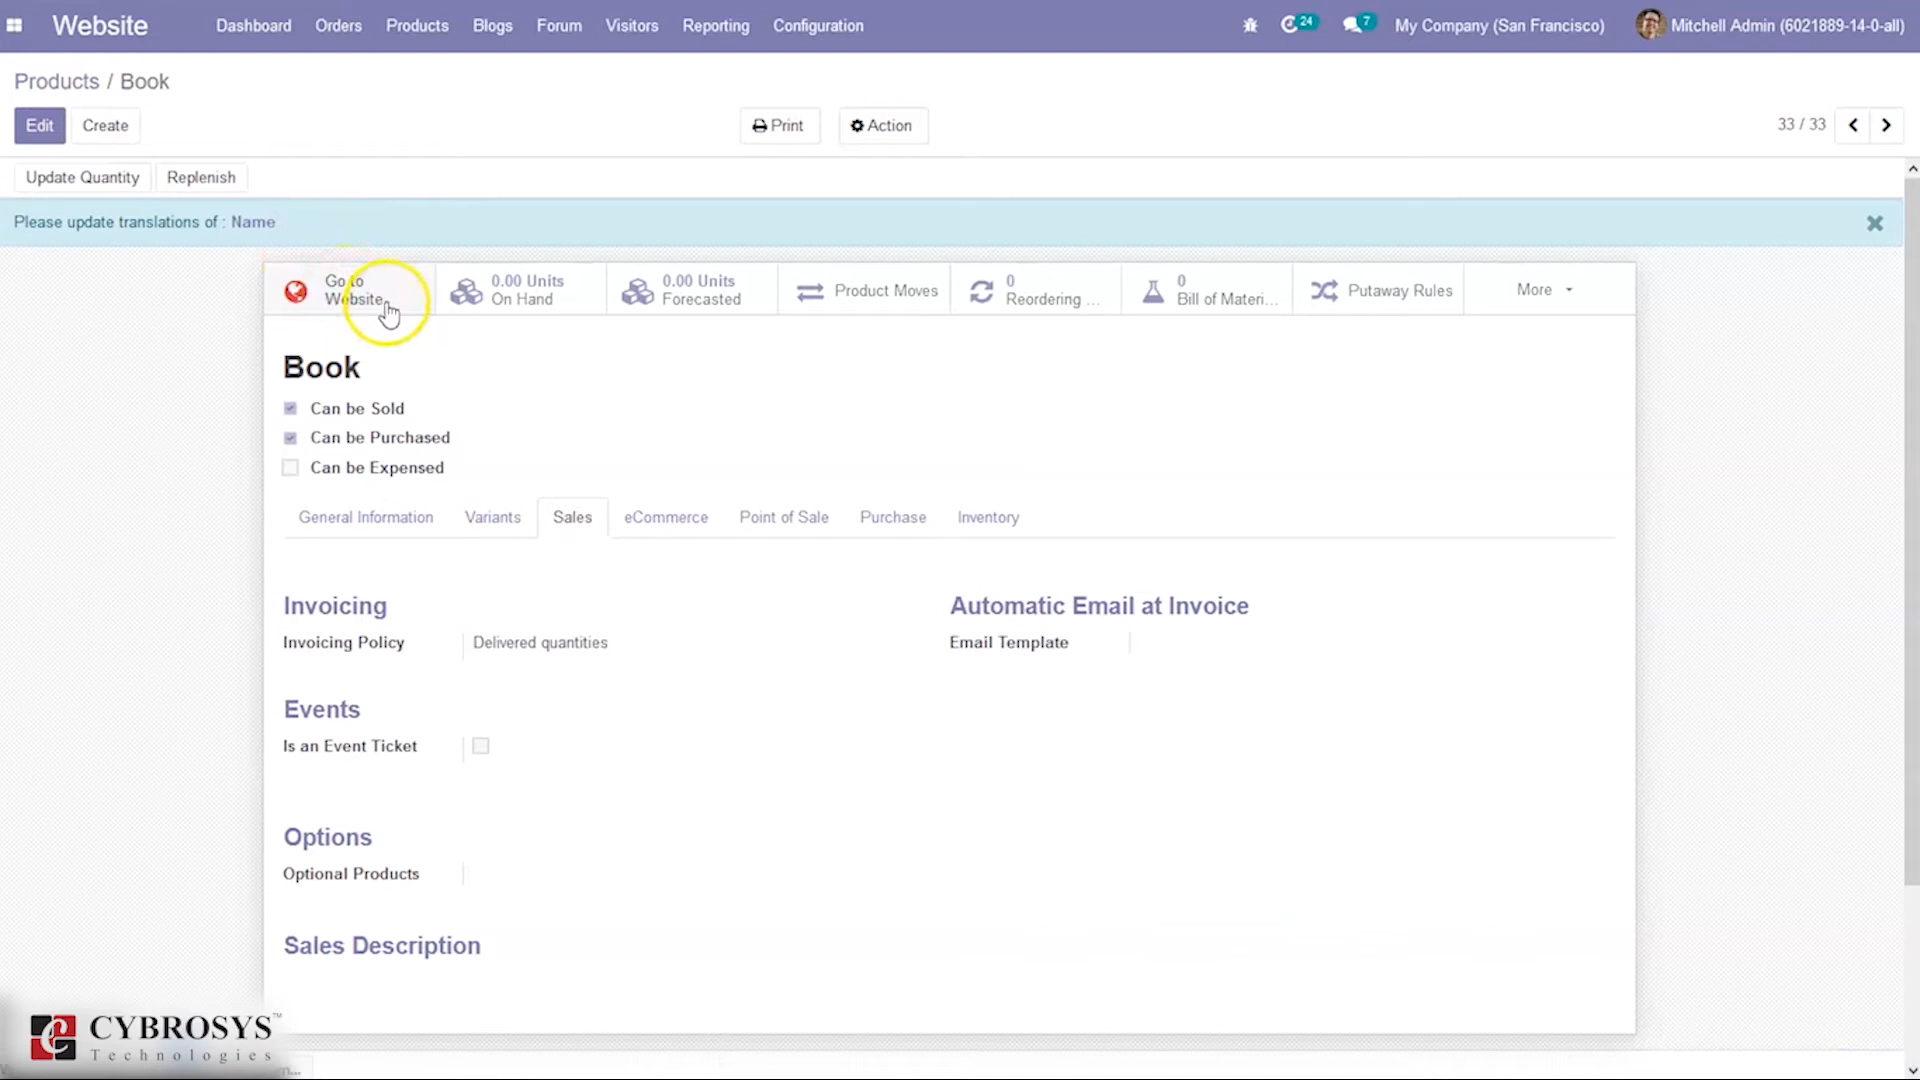 Website Dashboard Orders Products Blogs Forum Visitors Reporting Configuration 24 7 My Company (San Francisco) Mitchell Admin (6021889-14-0-all)
Products / Book
Edit Create Print Action 33 / 33
Update Quantity Replenish
Please update translations of : Name
Go to
Website
0.00 Units
On Hand
0.00 Units
Forecasted
Product Moves
0
Reordering ...
0
Bill of Materi...
Putaway Rules
More
Book
Can be Sold
Can be Purchased
Can be Expensed
General Information Variants Sales eCommerce Point of Sale Purchase Inventory
Invoicing
Invoicing Policy Delivered quantities
Automatic Email at Invoice
Email Template
Events
Is an Event Ticket
Options
Optional Products
Sales Description
CYBROSYS™
Technologies